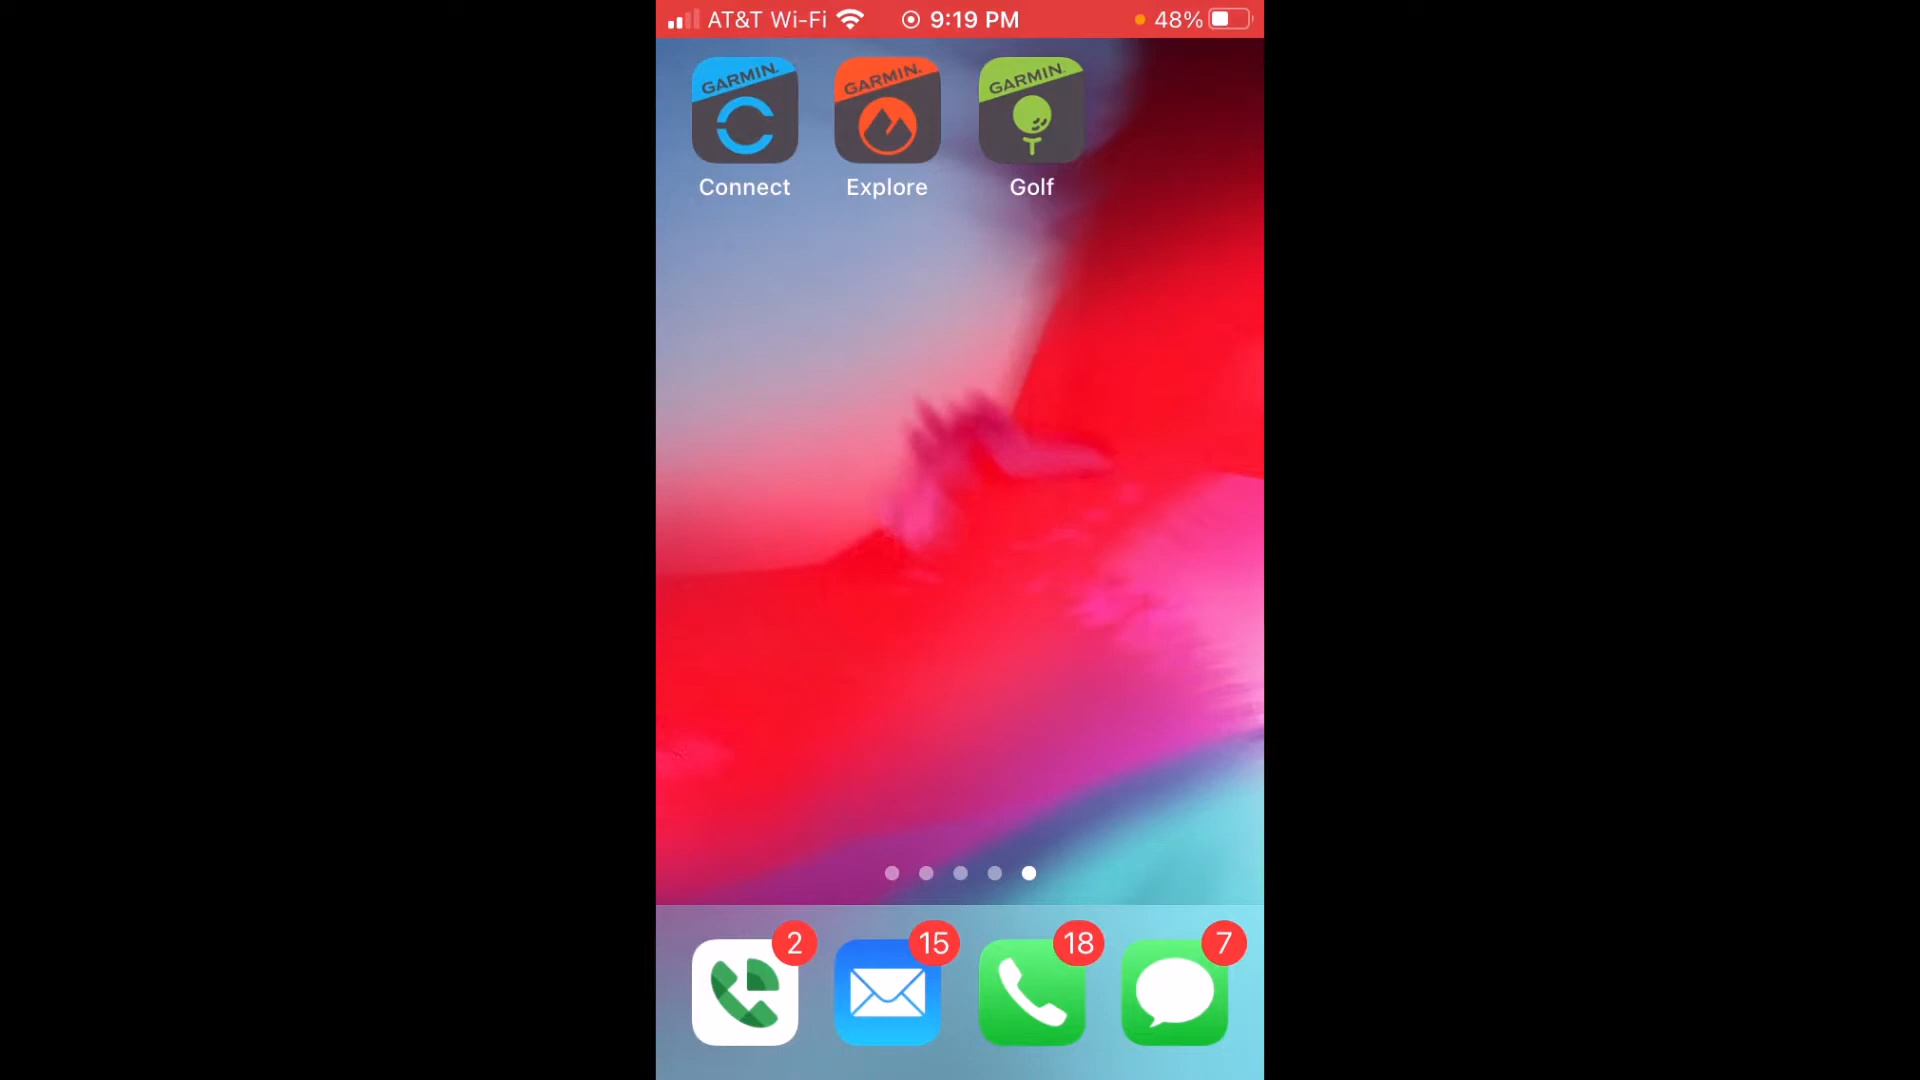 AT&T Wi-Fi 9:19 PM 48%
GARMIN. GARMIN. GARMIN.
Connect Explore Golf
2 15 18 7